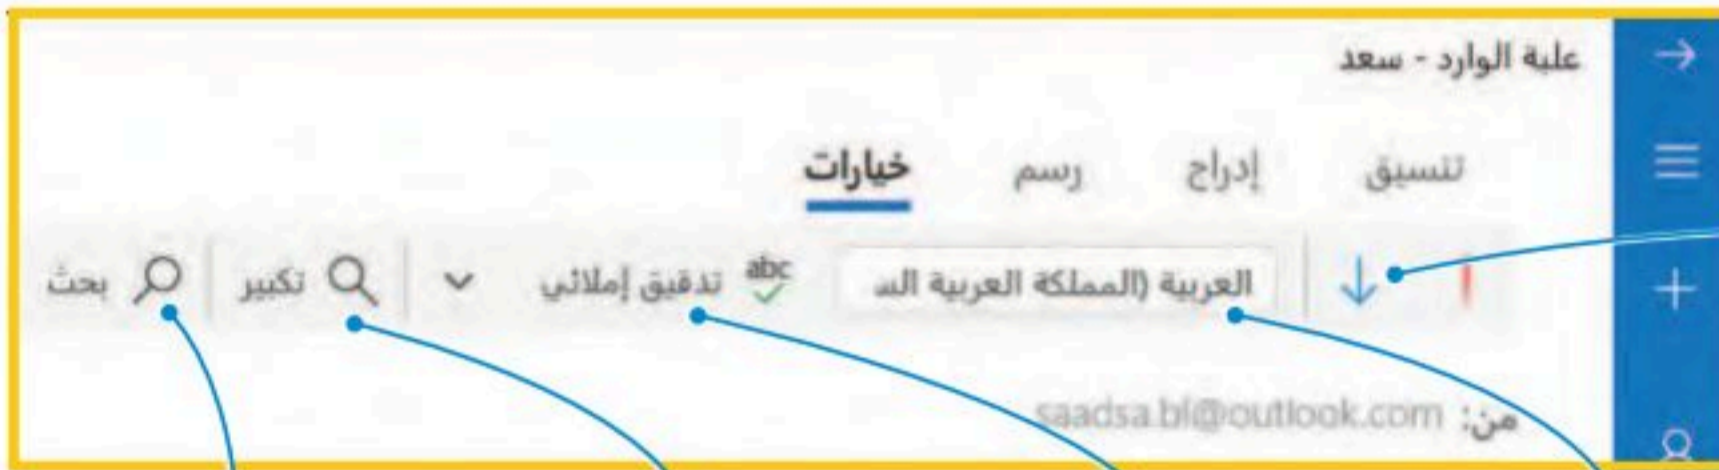 علبة الوارد - سعد
تنسيق إدراج رسم خيارات
العربية (المملكة العربية الس abc تدقيق إملائي تكبير بحث
من: saadsa.bl@outlook.com